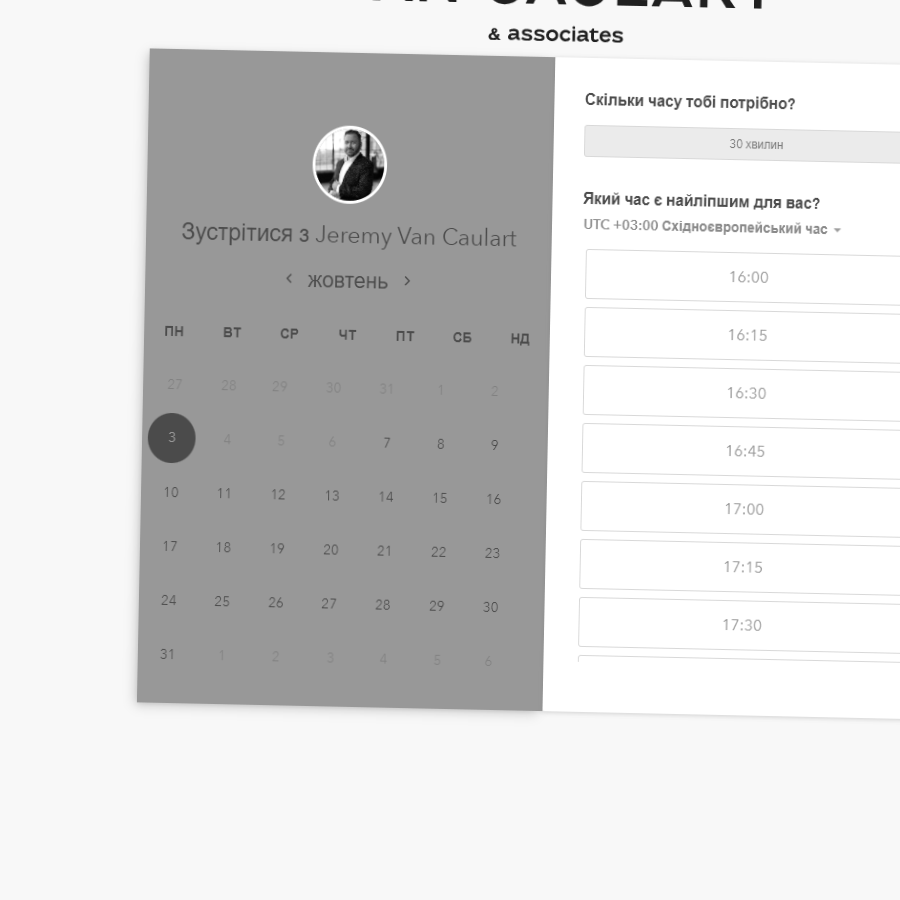 & associates
Зустрітися з Jeremy Van Caulart
жовтень
ПН ВТ СР ЧТ ПТ СБ НД
27 28 29 30 31 1 2
3 4 5 6 7 8 9
10 11 12 13 14 15 16
17 18 19 20 21 22 23
24 25 26 27 28 29 30
31 1 2 3 4 5 6
Скільки часу тобі потрібно?
30 хвилин
Який час є найліпшим для вас?
UTC +03:00 Східноєвропейський час
16:00
16:15
16:30
16:45
17:00
17:15
17:30